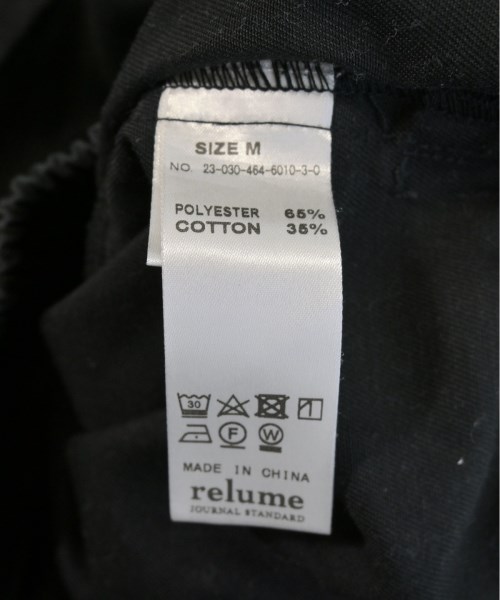 SIZE M
NO. 23-030-464-6010-3-0
POLYESTER 65%
COTTON 35%
30
F W
MADE IN CHINA
relume
JOURNAL STANDARD